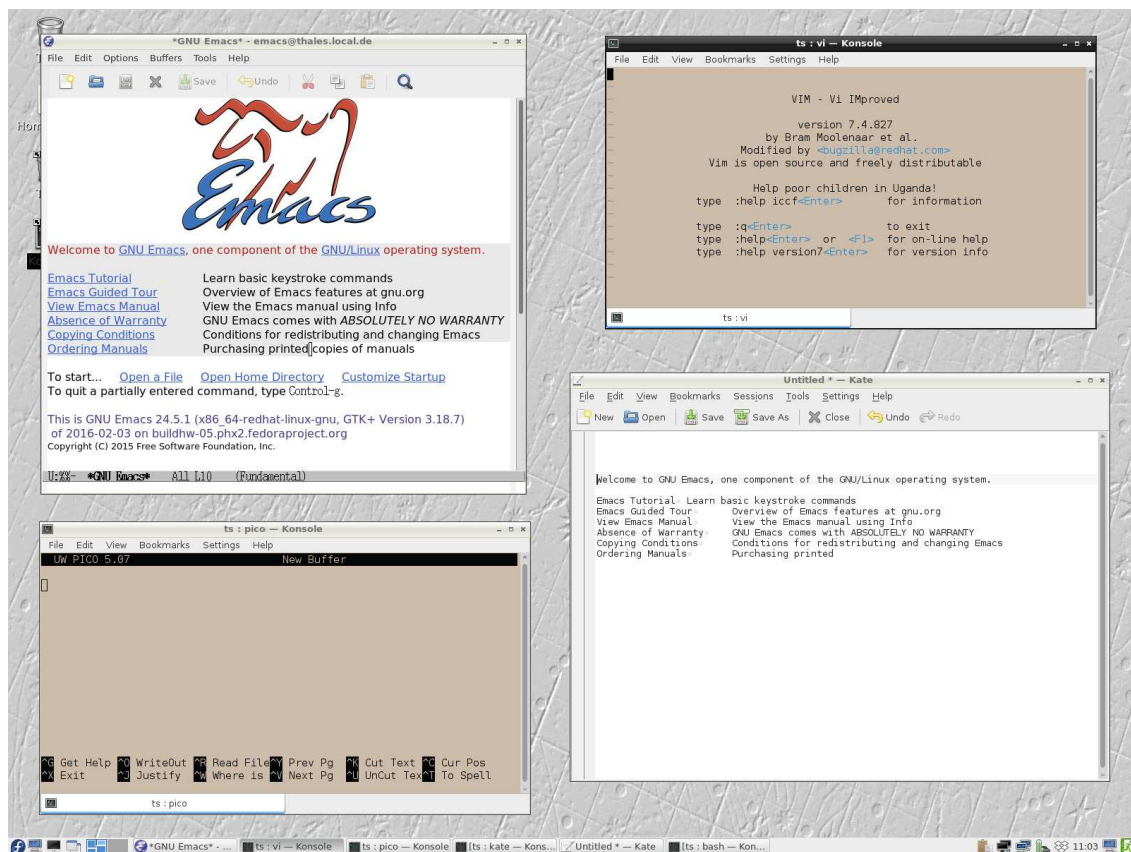 *GNU Emacs* - emacs@thales.local.de
File Edit Options Buffers Tools Help
Save Undo
Emacs
Welcome to GNU Emacs, one component of the GNU/Linux operating system.
Emacs Tutorial Learn basic keystroke commands
Emacs Guided Tour Overview of Emacs features at gnu.org
View Emacs Manual View the Emacs manual using Info
Absence of Warranty GNU Emacs comes with ABSOLUTELY NO WARRANTY
Copying Conditions Conditions for redistributing and changing Emacs
Ordering Manuals Purchasing printed copies of manuals
To start... Open a File Open Home Directory Customize Startup
To quit a partially entered command, type Control-g.
This is GNU Emacs 24.5.1 (x86_64-redhat-linux-gnu, GTK+ Version 3.18.7)
of 2016-02-03 on buildhw-05.phx2.fedoraproject.org
Copyright (C) 2015 Free Software Foundation, Inc.
U:%%- *GNU Emacs* All L10 (Fundamental)
ts : vi — Konsole
File Edit View Bookmarks Settings Help
VIM - Vi IMproved
version 7.4.827
by Bram Moolenaar et al.
Modified by <bugzilla@redhat.com>
Vim is open source and freely distributable
Help poor children in Uganda!
type :help iccf<Enter> for information
type :q<Enter> to exit
type :help<Enter> or <F1> for on-line help
type :help version7<Enter> for version info
ts : vi
ts : pico — Konsole
File Edit View Bookmarks Settings Help
UW PICO 5.07 New Buffer
^G Get Help ^O WriteOut ^R Read File ^Y Prev Pg ^K Cut Text ^C Cur Pos
^X Exit ^J Justify ^W Where is ^V Next Pg ^U UnCut Tex ^T To Spell
ts : pico
Untitled * — Kate
File Edit View Bookmarks Sessions Tools Settings Help
New Open Save Save As Close Undo Redo
Welcome to GNU Emacs, one component of the GNU/Linux operating system.
Emacs Tutorial Learn basic keystroke commands
Emacs Guided Tour Overview of Emacs features at gnu.org
View Emacs Manual View the Emacs manual using Info
Absence of Warranty GNU Emacs comes with ABSOLUTELY NO WARRANTY
Copying Conditions Conditions for redistributing and changing Emacs
Ordering Manuals Purchasing printed
*GNU Emacs* - ... ts : vi — Konsole ts : pico — Konsole [ts : kate — Kons... Untitled * — Kate [ts : bash — Kon... 11:03